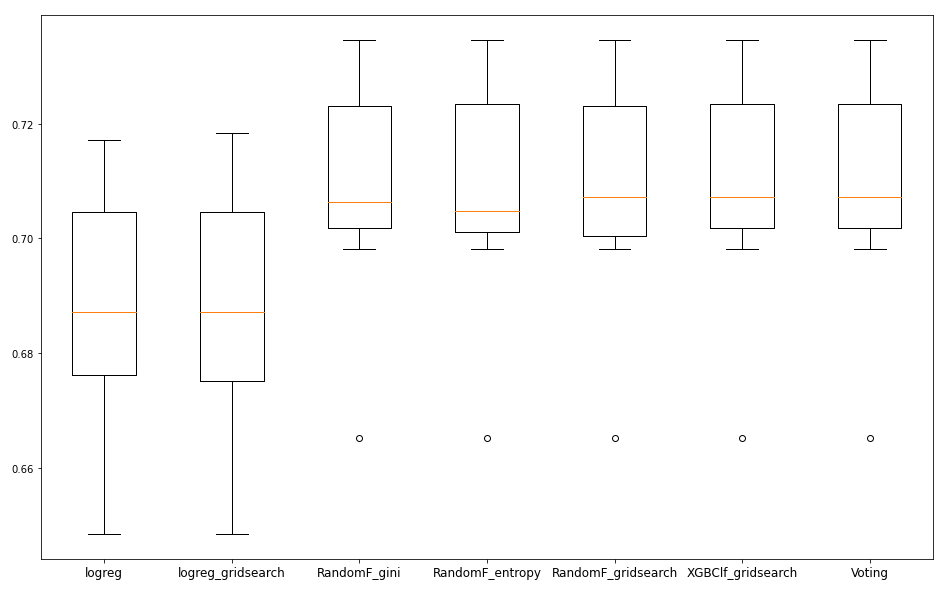 0.72
0.70
0.68
0.66
logreg
logreg_gridsearch
RandomF_gini
RandomF_entropy
RandomF_gridsearch
XGBClf_gridsearch
Voting